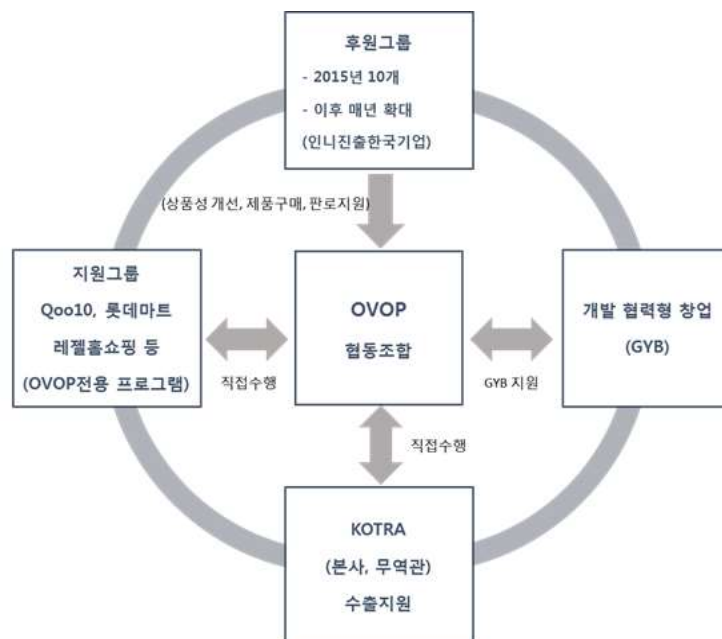 후원그룹
- 2015년 10개
- 이후 매년 확대
(인니진출한국기업)
(상품성 개선, 제품구매, 판로지원)
지원그룹
Qoo10, 롯데마트
레젤홈쇼핑 등
(OVOP전용 프로그램)
직접수행
OVOP
협동조합
GYB 지원
개발 협력형 창업
(GYB)
직접수행
KOTRA
(본사, 무역관)
수출지원